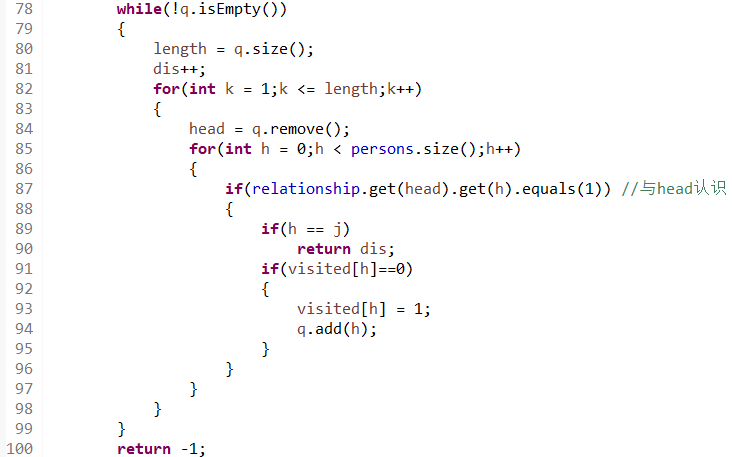 78 while(!q.isEmpty())
79 {
80 length = q.size();
81 dis++;
82 for(int k = 1;k <= length;k++)
83 {
84 head = q.remove();
85 for(int h = 0;h < persons.size();h++)
86 {
87 if(relationship.get(head).get(h).equals(1)) //与head认识
88 {
89 if(h == j)
90 return dis;
91 if(visited[h]==0)
92 {
93 visited[h] = 1;
94 q.add(h);
95 }
96 }
97 }
98 }
99 }
100 return -1;